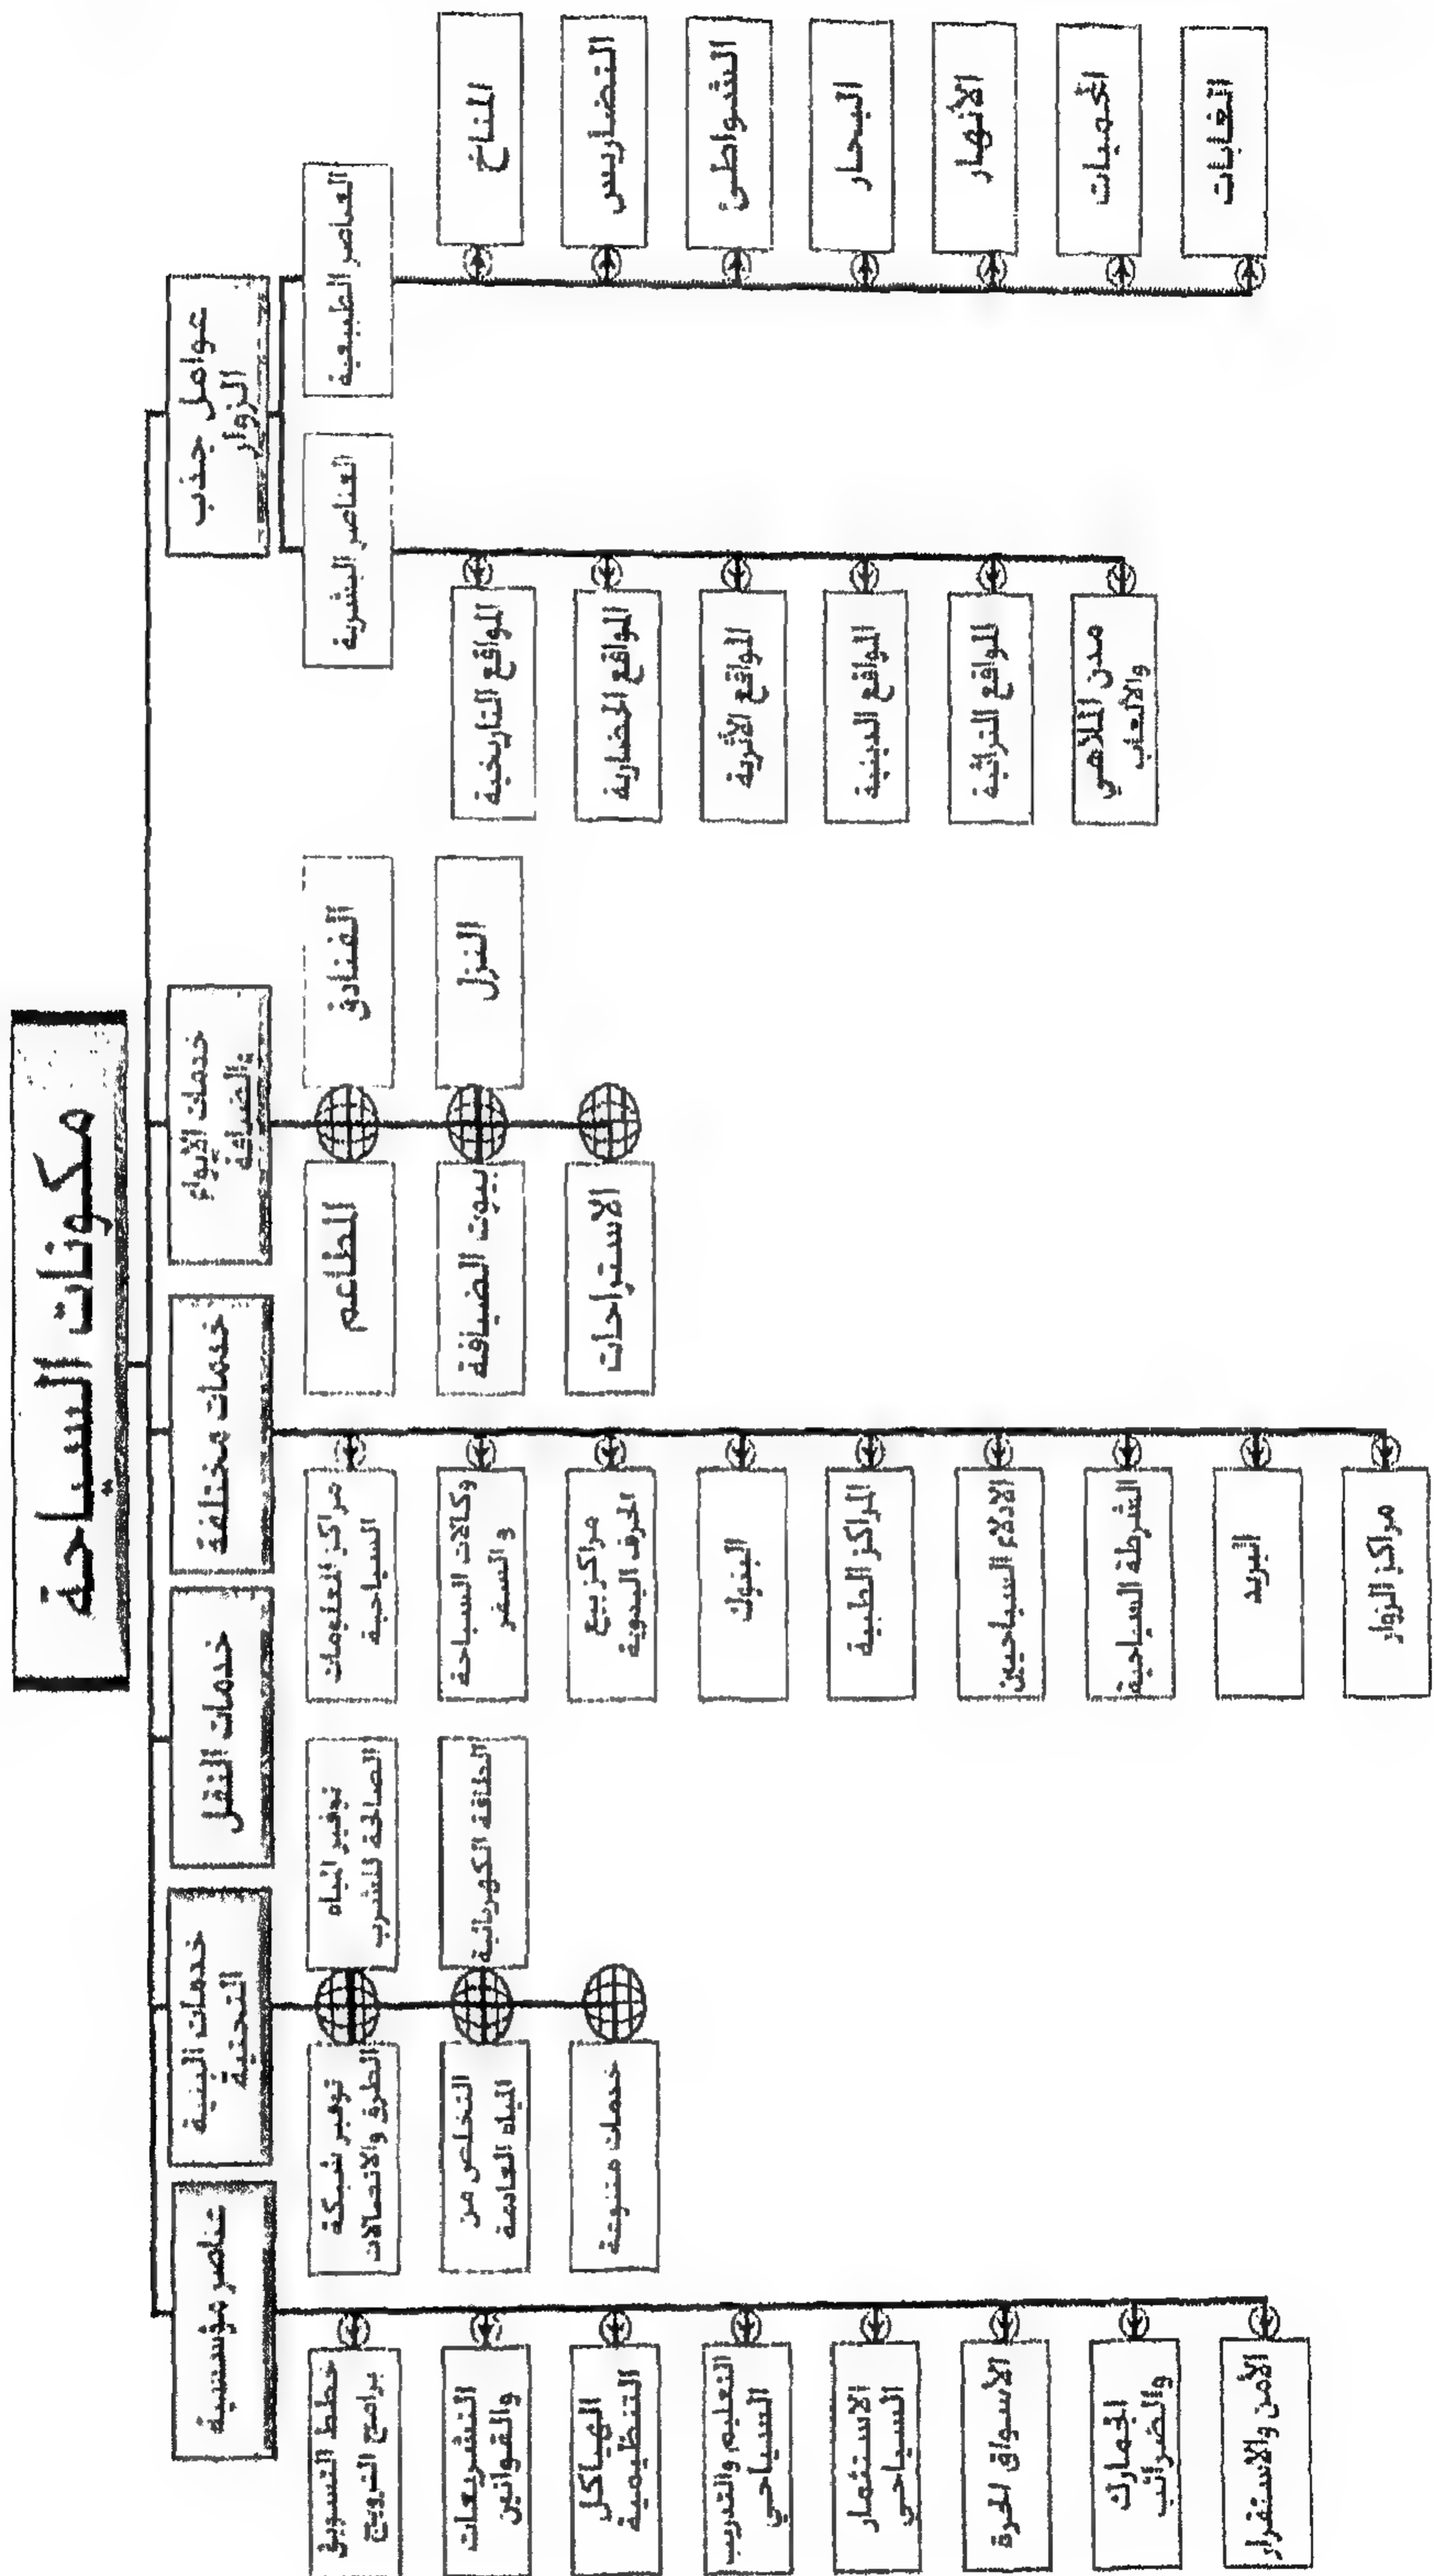 مكونات السياحة
عوامل جذب
الزوار
العناصر الطبيعية
المناخ
التضاريس
الشواطئ
البحار
الأنهار
المحميات
الغابات
العناصر البشرية
المواقع التاريخية
المواقع الحضارية
المواقع الأثرية
المواقع الدينية
المواقع التراثية
مدن الملاهي
والألعاب
خدمات الإيواء
والضيافة
الفنادق
النزل
المطاعم
بيوت الضيافة
الاستراحات
خدمات مختلفة
مراكز المعلومات
السياحية
وكالات السياحة
و السفر
مراكز بيع
الحرف اليدوية
البنوك
المراكز الطبية
الادلاء السياحيين
الشرطة السياحية
البريد
مراكز الزوار
خدمات النقل
خدمات البنية
التحتية
توفير المياه
الصالحة للشرب
الطاقة الكهربائية
توفير شبكة
الطرق والاتصالات
التخلص من
المياه العادمة
خدمات متنوعة
عناصر مؤسسية
خطط التسويق
برامج الترويج
التشريعات
والقوانين
الهياكل
التنظيمية
التعليم والتدريب
السياحي
الاستثمار
السياحي
الأسواق الحرة
الجمارك
والضرائب
الأمن والاستقرار